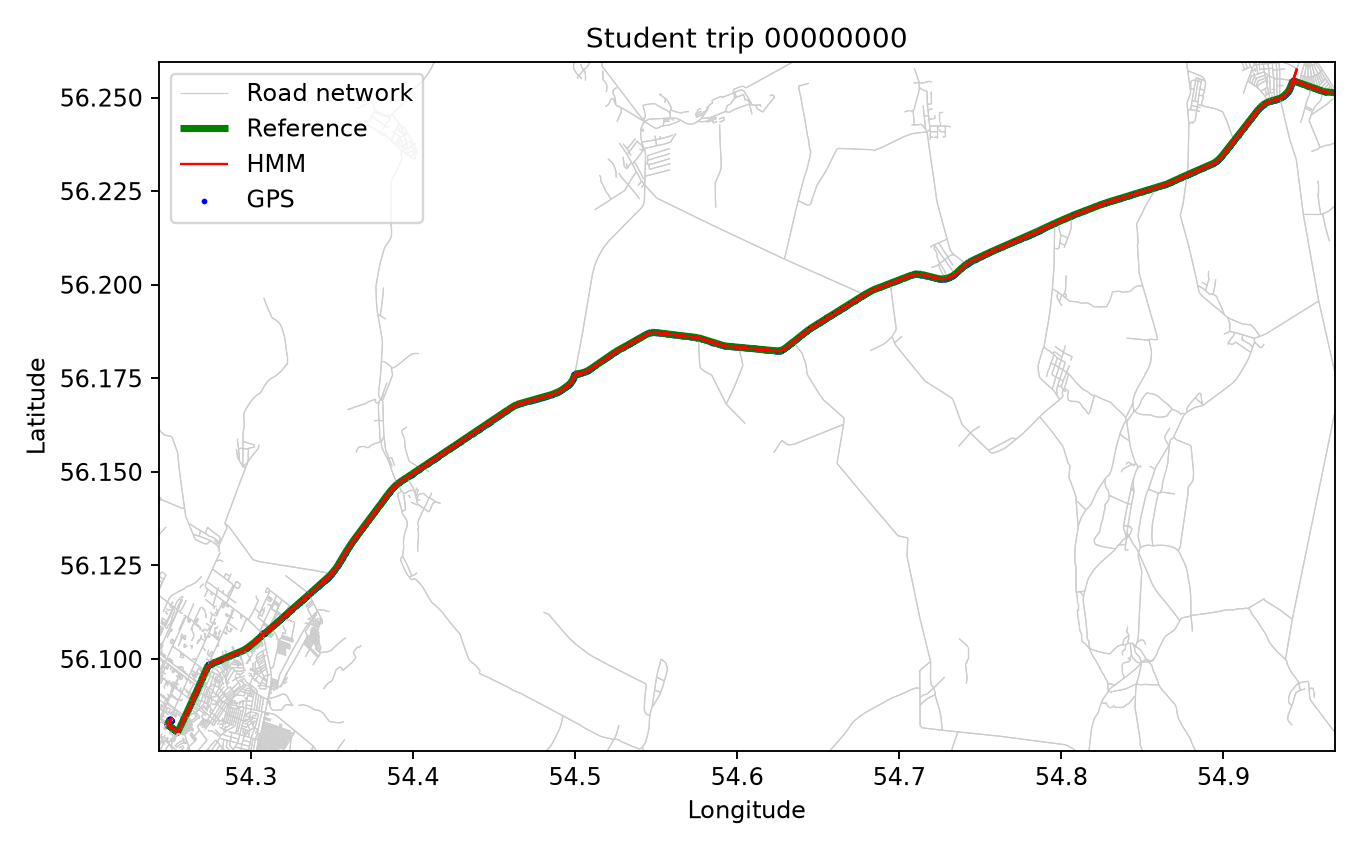 Student trip 00000000
Road network
Reference
HMM
GPS
56.250
56.225
56.200
56.175
56.150
56.125
56.100
Latitude
54.3 54.4 54.5 54.6 54.7 54.8 54.9
Longitude